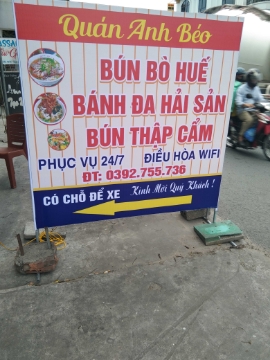 Quán Anh Béo
BÚN BÒ HUẾ
BÁNH ĐA HẢI SẢN
BÚN THẬP CẨM
PHỤC VỤ 24/7 ĐIỀU HÒA WIFI
ĐT: 0392.755.736
CÓ CHỖ ĐỂ XE Kính Mời Quý Khách!